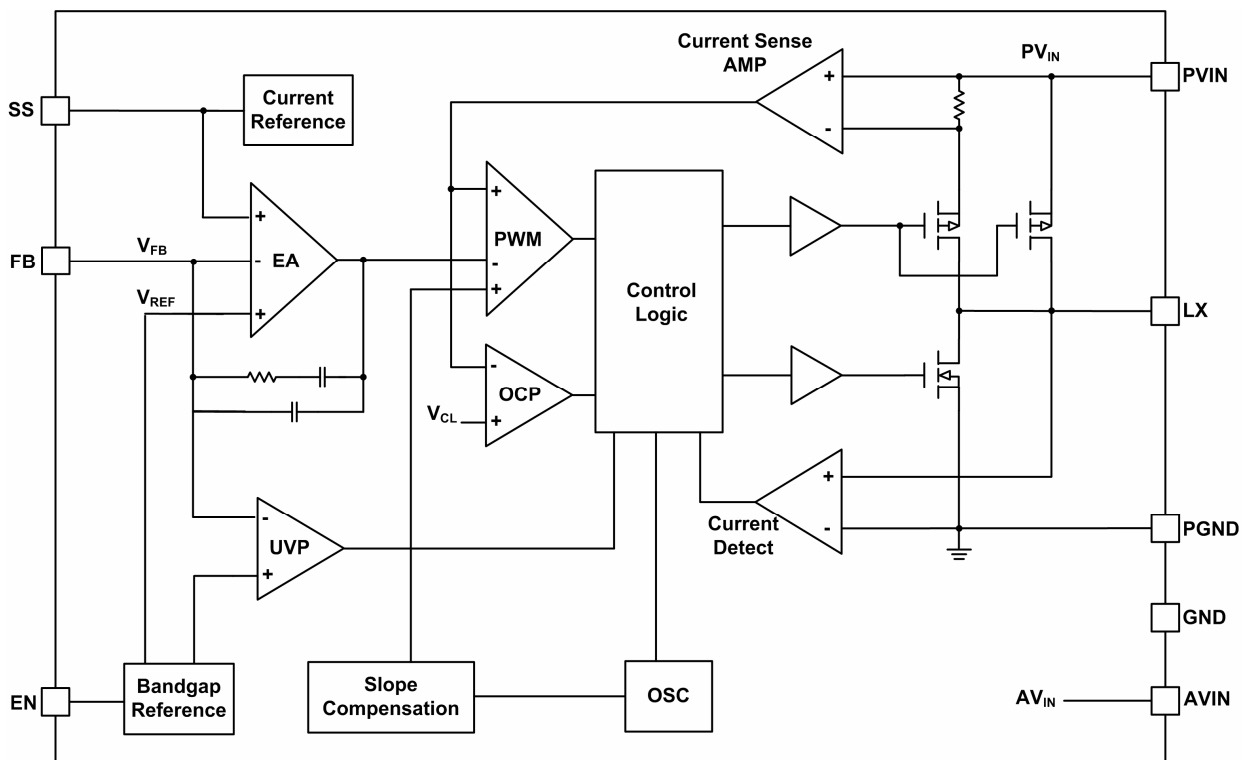 Current Sense
AMP
PVIN
PVIN
SS
Current
Reference
+
-
+
+
PWM
-
+
VFB
FB
-
EA
VREF
+
Control
Logic
LX
-
OCP
VCL
+
+
Current
Detect
-
PGND
-
UVP
+
GND
EN
Bandgap
Reference
Slope
Compensation
OSC
AVIN
AVIN